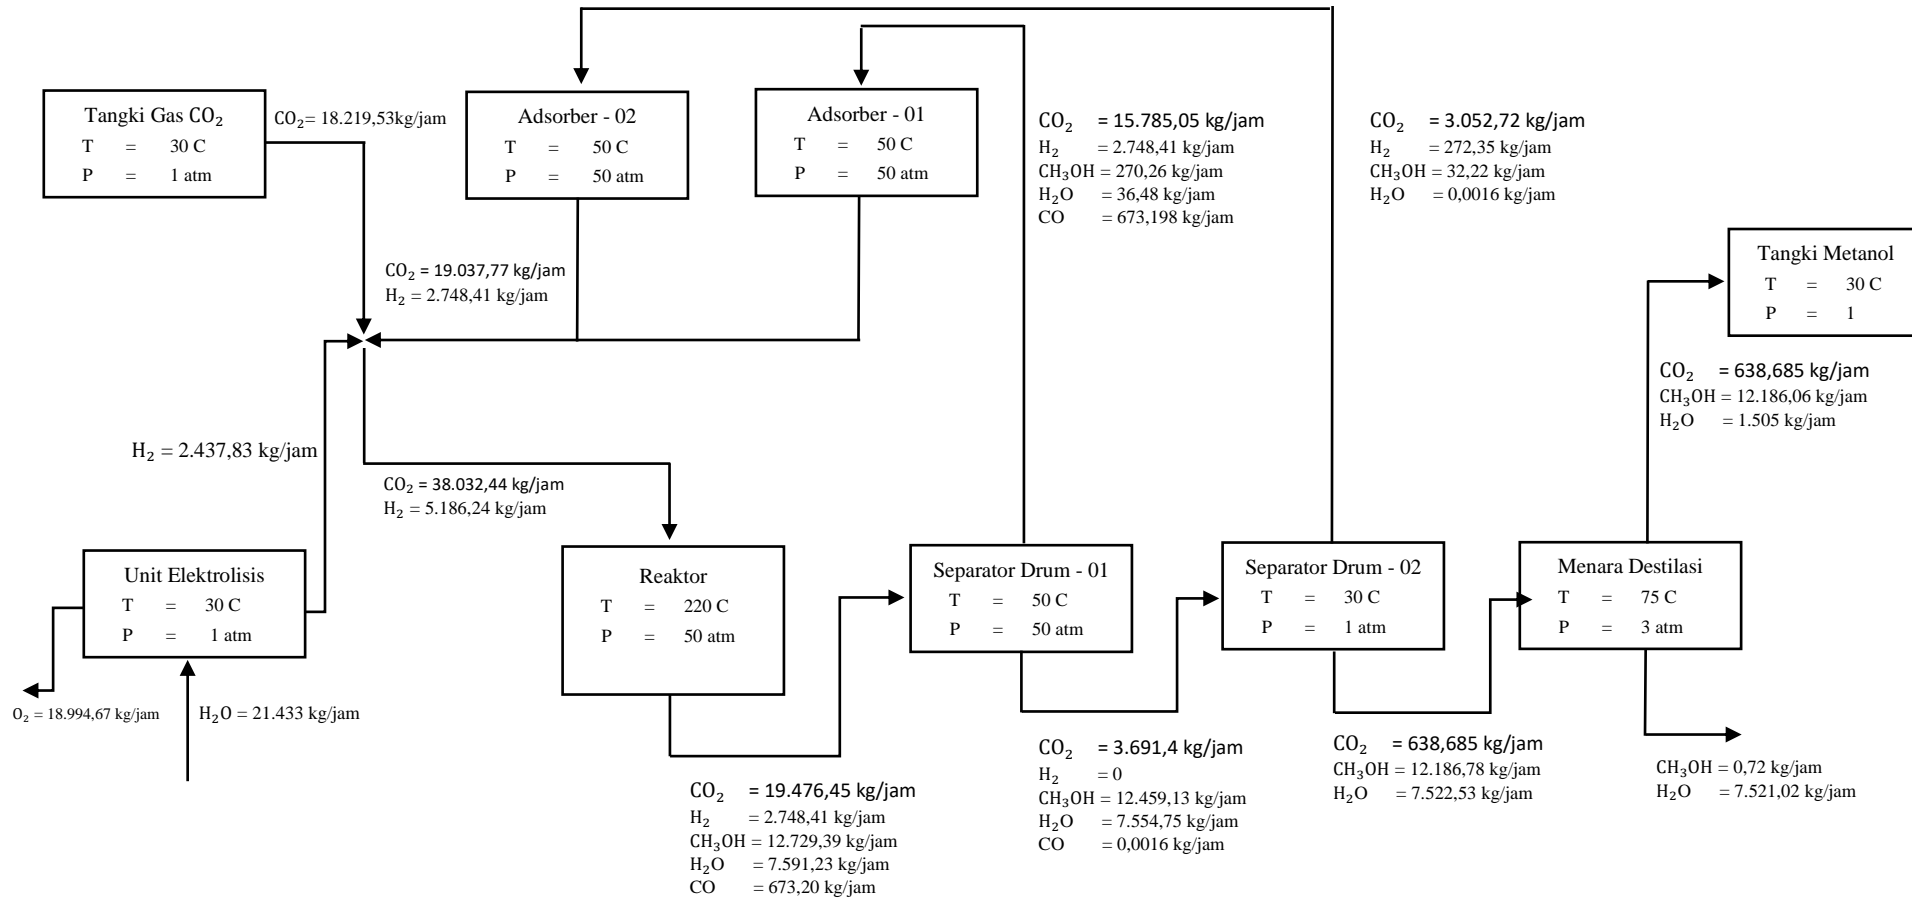 Tangki Gas CO₂
T = 30 C
P = 1 atm
CO₂= 18.219,53kg/jam
Adsorber - 02
T = 50 C
P = 50 atm
Adsorber - 01
T = 50 C
P = 50 atm
CO₂ = 15.785,05 kg/jam
H₂ = 2.748,41 kg/jam
CH₃OH = 270,26 kg/jam
H₂O = 36,48 kg/jam
CO = 673,198 kg/jam
CO₂ = 3.052,72 kg/jam
H₂ = 272,35 kg/jam
CH₃OH = 32,22 kg/jam
H₂O = 0,0016 kg/jam
Tangki Metanol
T = 30 C
P = 1
CO₂ = 19.037,77 kg/jam
H₂ = 2.748,41 kg/jam
CO₂ = 638,685 kg/jam
CH₃OH = 12.186,06 kg/jam
H₂O = 1.505 kg/jam
H₂ = 2.437,83 kg/jam
CO₂ = 38.032,44 kg/jam
H₂ = 5.186,24 kg/jam
Unit Elektrolisis
T = 30 C
P = 1 atm
Reaktor
T = 220 C
P = 50 atm
Separator Drum - 01
T = 50 C
P = 50 atm
Separator Drum - 02
T = 30 C
P = 1 atm
Menara Destilasi
T = 75 C
P = 3 atm
O₂ = 18.994,67 kg/jam
H₂O = 21.433 kg/jam
CO₂ = 19.476,45 kg/jam
H₂ = 2.748,41 kg/jam
CH₃OH = 12.729,39 kg/jam
H₂O = 7.591,23 kg/jam
CO = 673,20 kg/jam
CO₂ = 3.691,4 kg/jam
H₂ = 0
CH₃OH = 12.459,13 kg/jam
H₂O = 7.554,75 kg/jam
CO = 0,0016 kg/jam
CO₂ = 638,685 kg/jam
CH₃OH = 12.186,78 kg/jam
H₂O = 7.522,53 kg/jam
CH₃OH = 0,72 kg/jam
H₂O = 7.521,02 kg/jam